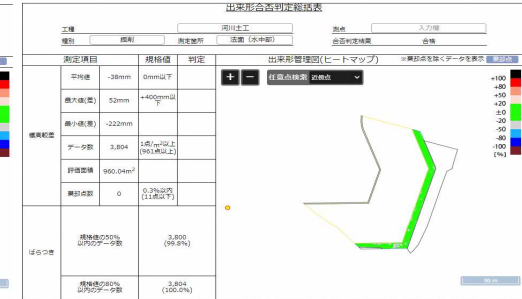 出来形合否判定総括表
工種
河川土工
測点
入力欄
種別
掘削
測定箇所
法面（水中部）
合否判定結果
合格
測定項目
規格値
判定
出来形管理図(ヒートマップ)
※棄却点を除くデータを表示
棄却点
標高較差
平均値
-38mm
0mm以下
最大値(差)
52mm
+400mm以
下
最小値(差)
-222mm
データ数
3,804
1点/m²以上
(961点以上)
評価面積
960.04m²
棄却点数
0
0.3%以内
(11点以下)
ばらつき
規格値の50%
以内のデータ数
3,800
(99.8%)
規格値の80%
以内のデータ数
3,804
(100.0%)
+
−
任意点検索
近傍点
+100
+80
+50
+20
±0
-20
-50
-80
-100
[%]